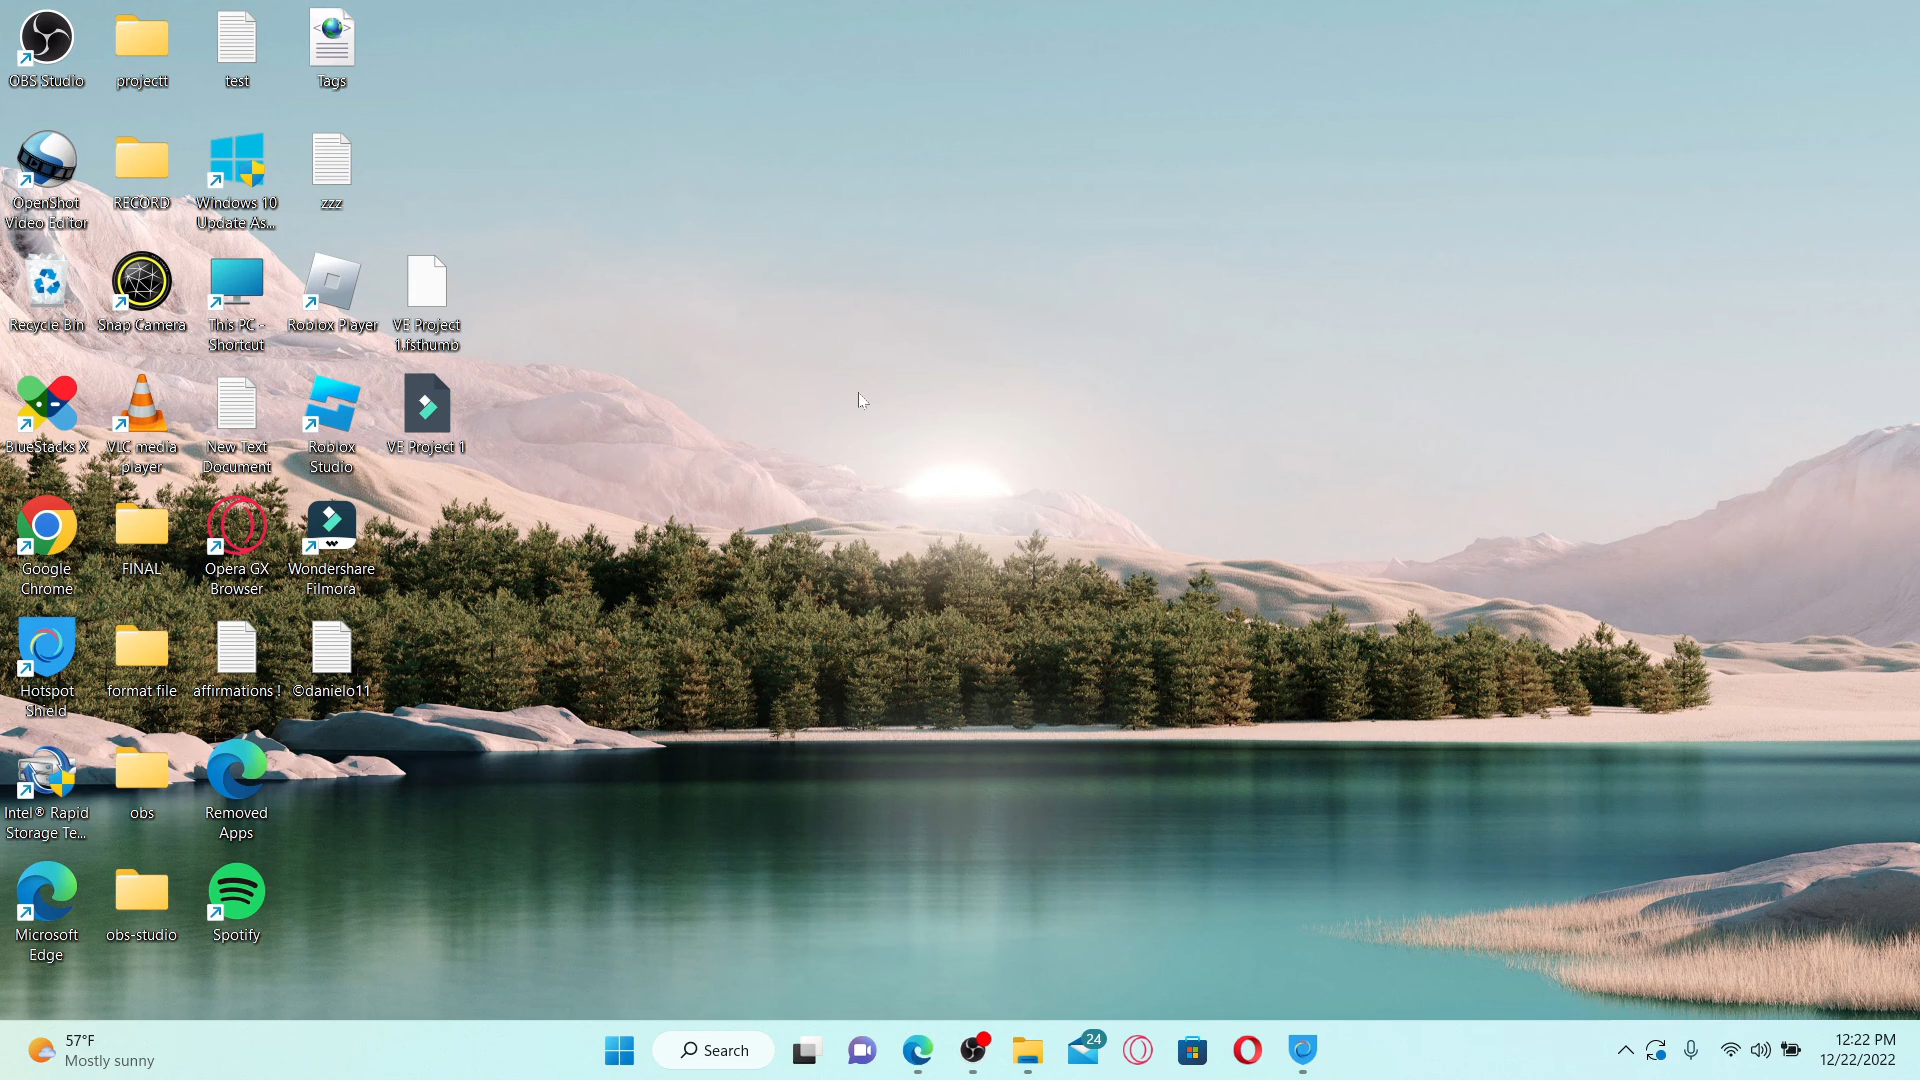 OBS Studio
projectt
test
Tags
OpenShot
Video Editor
RECORD
Windows 10
Update As...
zzz
Recycle Bin
Snap Camera
This PC -
Shortcut
Roblox Player
VE Project
1.fsthumb
BlueStacks X
VLC media
player
New Text
Document
Roblox
Studio
VE Project 1
Google
Chrome
FINAL
Opera GX
Browser
Wondershare
Filmora
Hotspot
Shield
format file
affirmations !
©danielo11
Intel® Rapid
Storage Te...
obs
Removed
Apps
Microsoft
Edge
obs-studio
Spotify
57°F
Mostly sunny
Search
24
12:22 PM
12/22/2022